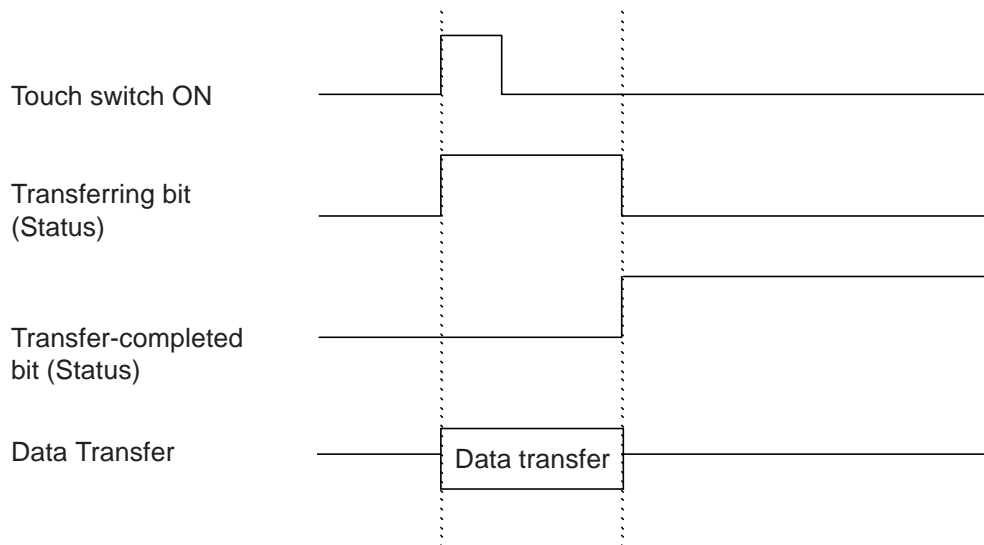 Touch switch ON
Transferring bit
(Status)
Transfer-completed
bit (Status)
Data Transfer
Data transfer